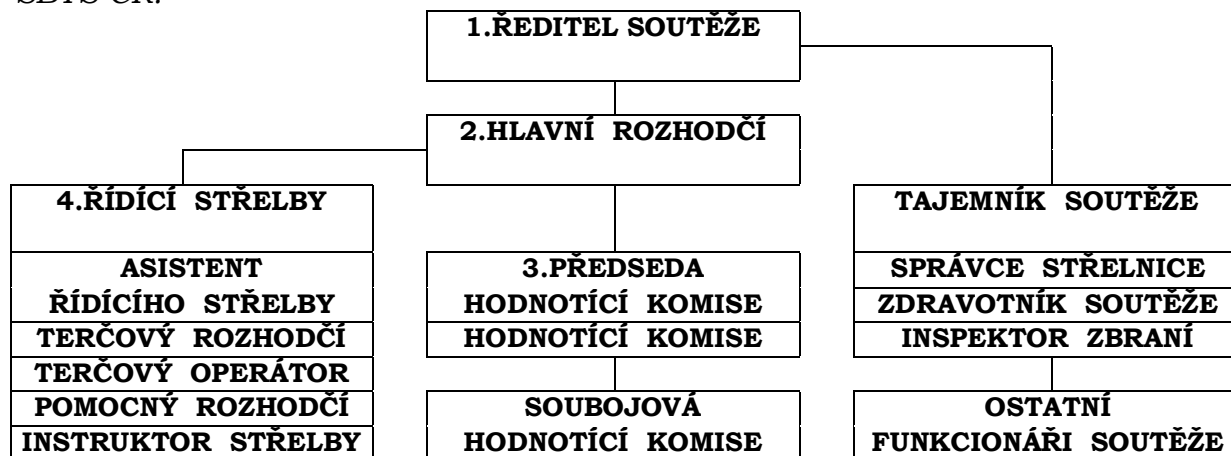 SBTS ČR.
1.ŘEDITEL SOUTĚŽE
2.HLAVNÍ ROZHODČÍ
4.ŘÍDÍCÍ STŘELBY
ASISTENT
ŘÍDÍCÍHO STŘELBY
TERČOVÝ ROZHODČÍ
TERČOVÝ OPERÁTOR
POMOCNÝ ROZHODČÍ
INSTRUKTOR STŘELBY
3.PŘEDSEDA
HODNOTÍCÍ KOMISE
HODNOTÍCÍ KOMISE
SOUBOJOVÁ
HODNOTÍCÍ KOMISE
TAJEMNÍK SOUTĚŽE
SPRÁVCE STŘELNICE
ZDRAVOTNÍK SOUTĚŽE
INSPEKTOR ZBRANÍ
OSTATNÍ
FUNKCIONÁŘI SOUTĚŽE